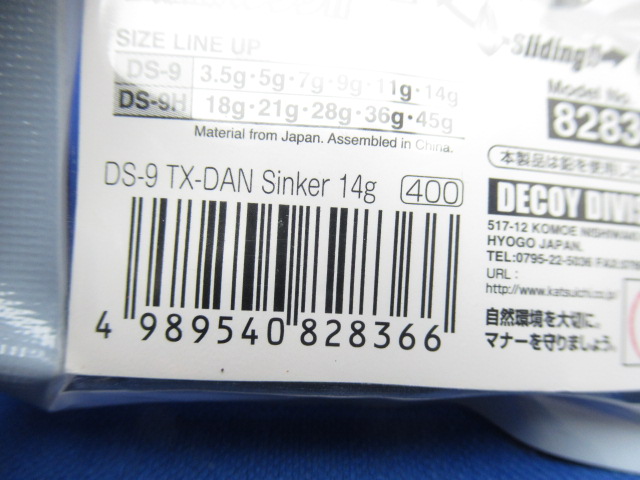 SIZE LINE UP
DS-9 3.5g・5g・7g・9g・11g・14g
DS-9H 18g・21g・28g・36g・45g
Material from Japan. Assembled in China.
DS-9 TX-DAN Sinker 14g 400
4 989540 828366
Sliding
Model No.
8283
本製品は鉛を使用し
DECOY DIVI
517-12 KOMOE NISHIWAKI
HYOGO JAPAN.
TEL:0795-22-5036 FAX:
URL :
http://www.katsuichi.co.jp
自然環境を大切に、
マナーを守りましょう。